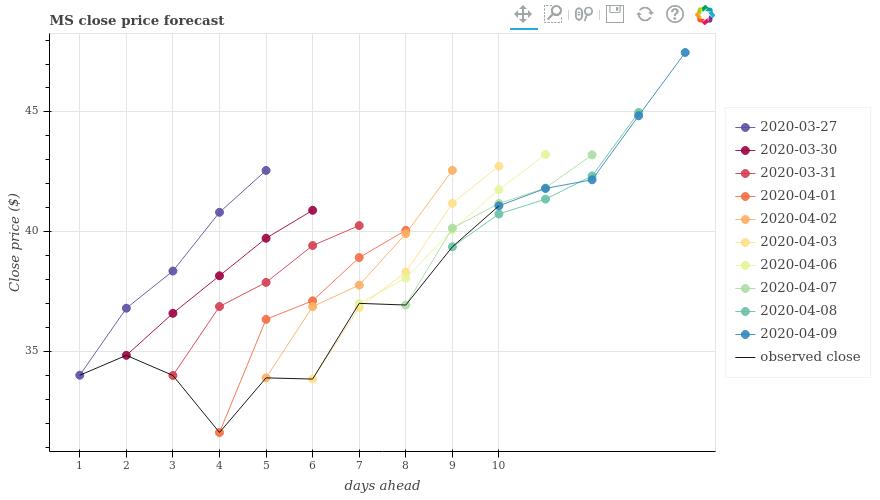 MS close price forecast
Close price ($)
45
40
35
1 2 3 4 5 6 7 8 9 10
days ahead
2020-03-27
2020-03-30
2020-03-31
2020-04-01
2020-04-02
2020-04-03
2020-04-06
2020-04-07
2020-04-08
2020-04-09
observed close